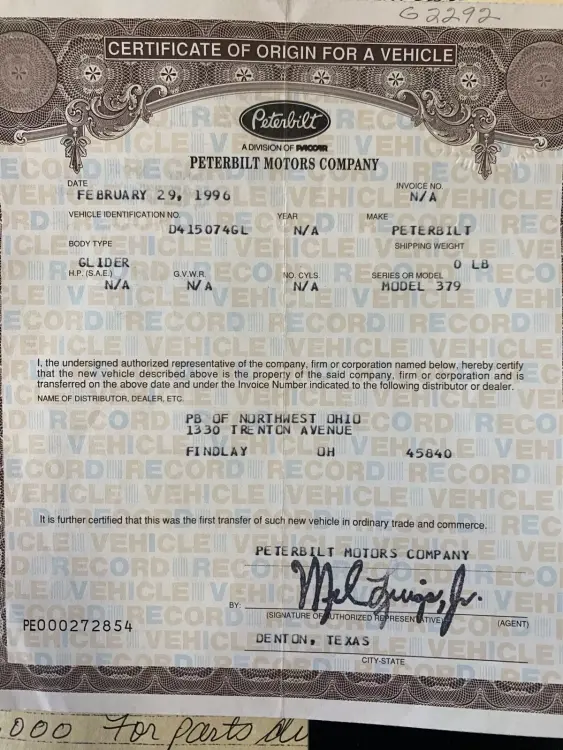 G2292
CERTIFICATE OF ORIGIN FOR A VEHICLE
Peterbilt
A DIVISION OF PACCAR
PETERBILT MOTORS COMPANY
DATE
FEBRUARY 29, 1996
INVOICE NO.
N/A
VEHICLE IDENTIFICATION NO.
D415074GL
YEAR
N/A
MAKE
PETERBILT
BODY TYPE
GLIDER
SHIPPING WEIGHT
0 LB
H.P. (S.A.E.)
N/A
G.V.W.R.
N/A
NO. CYLS.
N/A
SERIES OR MODEL
MODEL 379
I, the undersigned authorized representative of the company, firm or corporation named below, hereby certify
that the new vehicle described above is the property of the said company, firm or corporation and is
transferred on the above date and under the Invoice Number indicated to the following distributor or dealer.
NAME OF DISTRIBUTOR, DEALER, ETC.
PB OF NORTHWEST OHIO
1330 TRENTON AVENUE
FINDLAY OH 45840
It is further certified that this was the first transfer of such new vehicle in ordinary trade and commerce.
PETERBILT MOTORS COMPANY
BY:
(SIGNATURE OF AUTHORIZED REPRESENTATIVE) (AGENT)
PE000272854
DENTON, TEXAS
CITY-STATE
,000 For parts